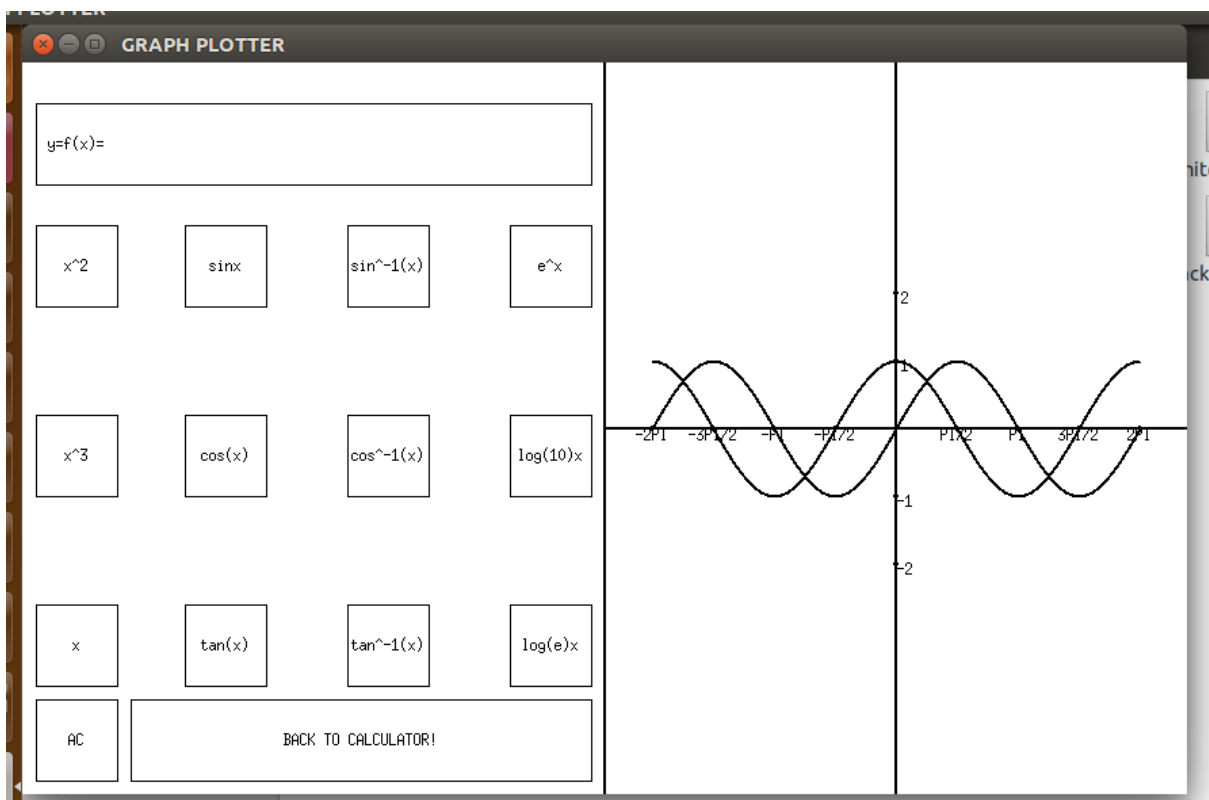 GRAPH PLOTTER
y=f(x)=
x^2 sinx sin^-1(x) e^x
x^3 cos(x) cos^-1(x) log(10)x
x tan(x) tan^-1(x) log(e)x
AC BACK TO CALCULATOR!
2
1
-2PI -3PI/2 -PI -PI/2 PI/2 PI 3PI/2 2PI
-1
-2